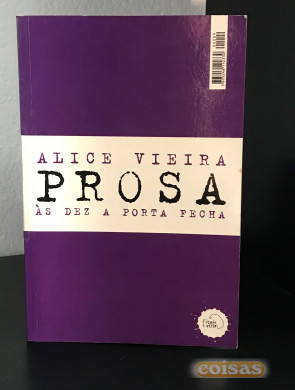 ALICE VIEIRA
PROSA
ÀS DEZ A PORTA FECHA
coisas